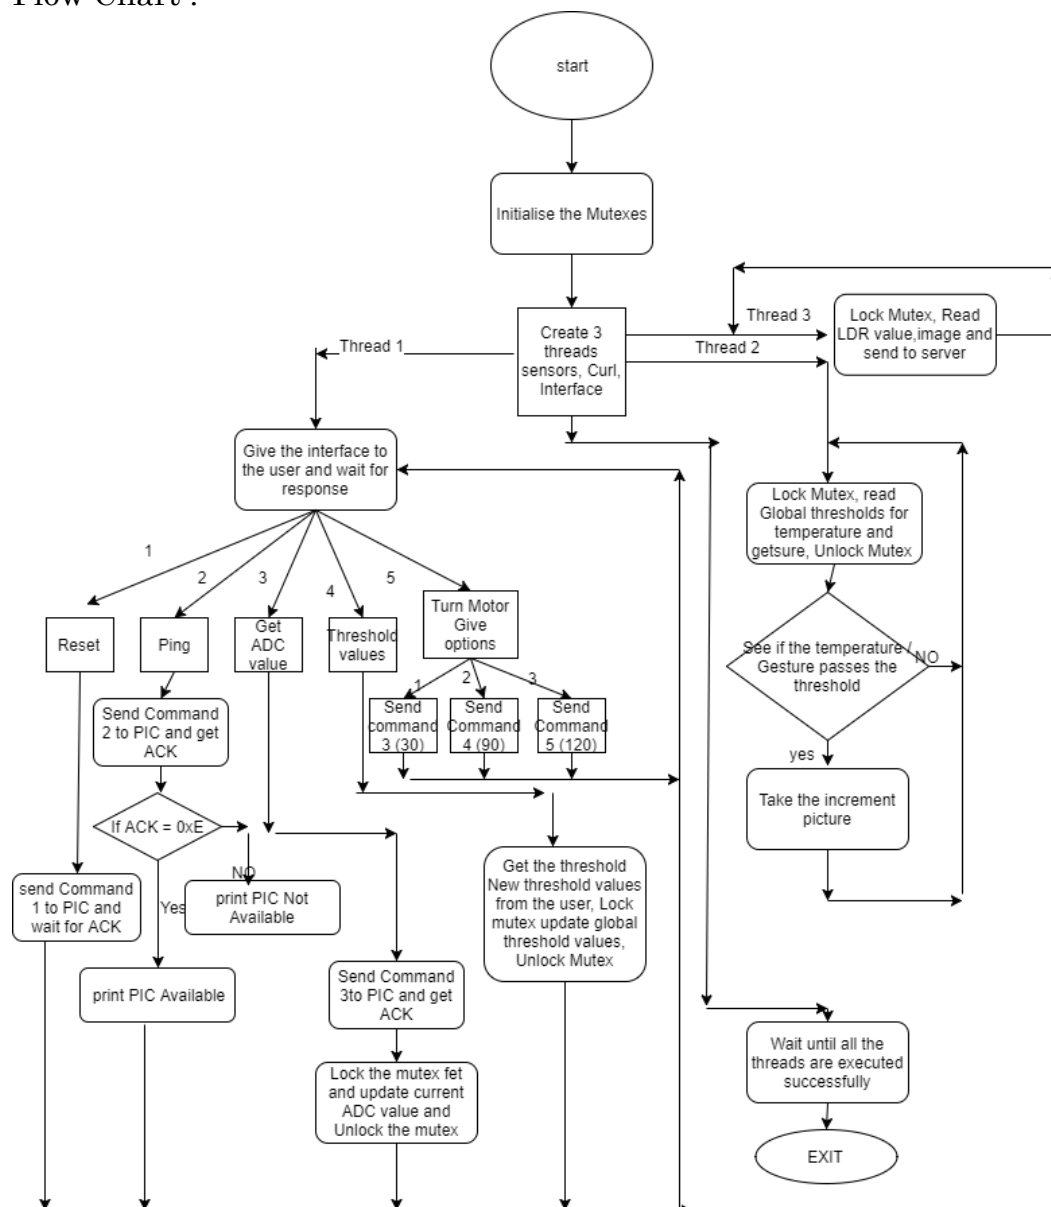 Flow Chart :
start
Initialise the Mutexes
Create 3
threads
sensors, Curl,
Interface
Thread 1
Thread 3
Thread 2
Lock Mutex, Read
LDR value,image and
send to server
Give the interface to
the user and wait for
response
1
2
3
4
5
Reset
Ping
Get
ADC
value
Threshold
values
Turn Motor
Give
options
1
2
3
Send
command
3 (30)
Send
Command
4 (90)
Send
Command
5 (120)
Lock Mutex, read
Global thresholds for
temperature and
getsure, Unlock Mutex
See if the temperature /
Gesture passes the
threshold
NO
yes
Take the increment
picture
Send Command
2 to PIC and get
ACK
If ACK = 0xE
NO
Yes
print PIC Not
Available
send Command
1 to PIC and
wait for ACK
print PIC Available
Get the threshold
New threshold values
from the user, Lock
mutex update global
threshold values,
Unlock Mutex
Send Command
3to PIC and get
ACK
Lock the mutex fet
and update current
ADC value and
Unlock the mutex
Wait until all the
threads are executed
successfully
EXIT